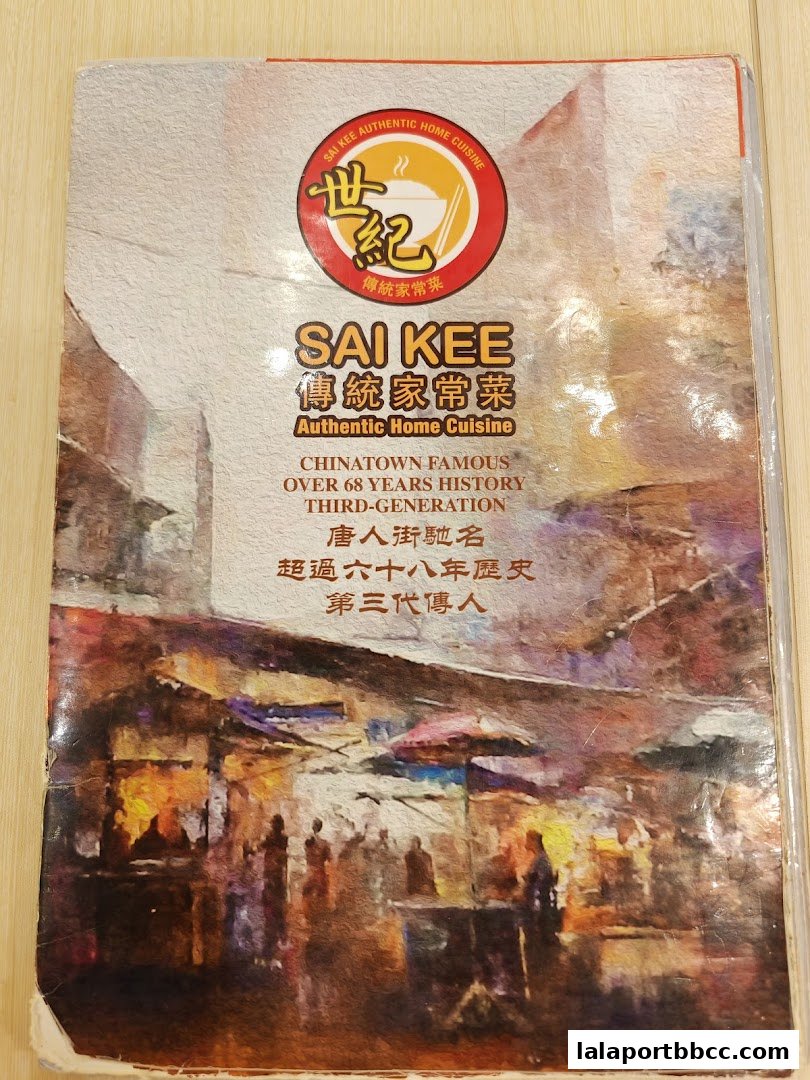 SAI KEE AUTHENTIC HOME CUISINE
世紀
傳統家常菜
SAI KEE
傳統家常菜
Authentic Home Cuisine
CHINATOWN FAMOUS
OVER 68 YEARS HISTORY
THIRD-GENERATION
唐人街馳名
超過六十八年歷史
第三代傳人
lalaportbbcc.com